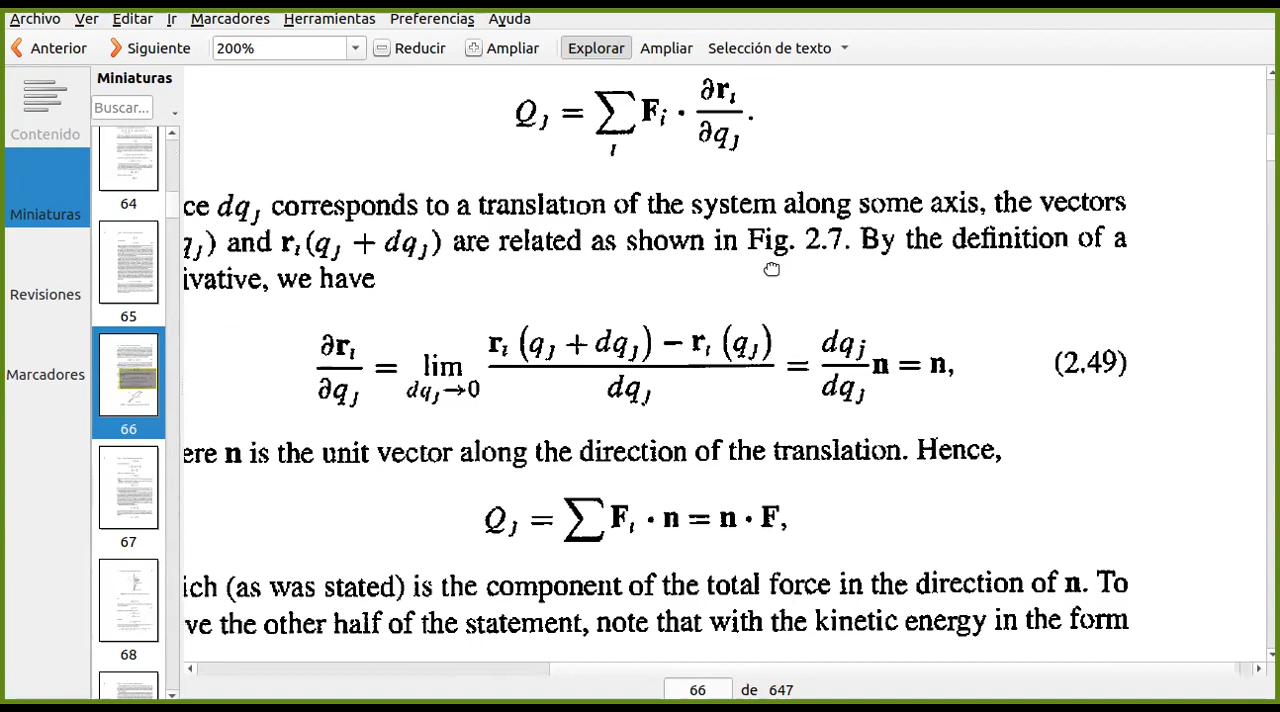 Archivo Ver Editar Ir Marcadores Herramientas Preferencias Ayuda
Anterior Siguiente 200% Reducir Ampliar Explorar Ampliar Selección de texto
Contenido
Miniaturas
Revisiones
Marcadores
Miniaturas
Buscar...
64
65
66
67
68
Q_j = ∑_i F_i · ∂r_i/∂q_j.
ce dq_j corresponds to a translation of the system along some axis, the vectors
q_j) and r_i(q_j + dq_j) are related as shown in Fig. 2.7. By the definition of a
ivative, we have
∂r_i/∂q_j = lim_{dq_j→0} (r_i (q_j + dq_j) − r_i (q_j))/dq_j = dq_j/dq_j n = n, (2.49)
ere n is the unit vector along the direction of the translation. Hence,
Q_j = ∑ F_i · n = n · F,
ich (as was stated) is the component of the total force in the direction of n. To
ve the other half of the statement, note that with the kinetic energy in the form
66 de 647